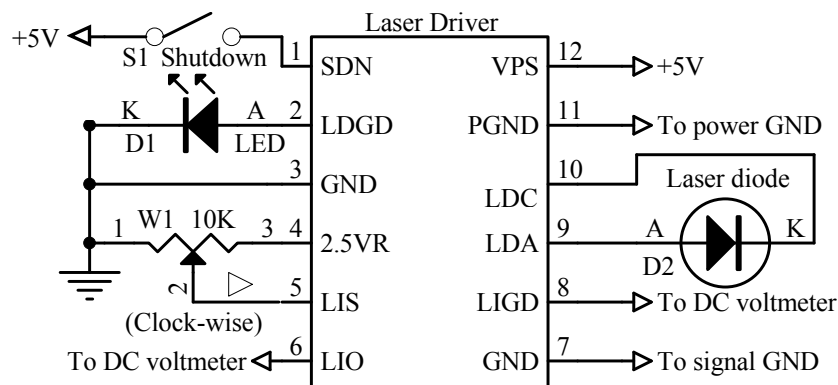 Laser Driver
+5V
S1 Shutdown
1 SDN
VPS 12 +5V
K A 2 LDGD
D1 LED
PGND 11 To power GND
3 GND
10
LDC
Laser diode
1 W1 10K 3 4 2.5VR
LDA 9 A K
D2
2 5 LIS
LIGD 8 To DC voltmeter
(Clock-wise)
To DC voltmeter 6 LIO
GND 7 To signal GND